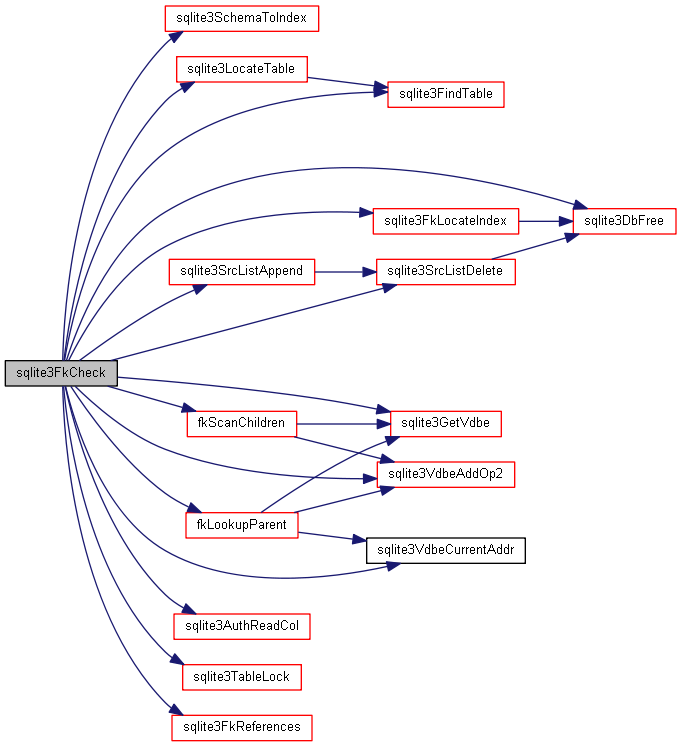 sqlite3SchemaToIndex
sqlite3LocateTable
sqlite3FindTable
sqlite3FkLocateIndex
sqlite3DbFree
sqlite3SrcListAppend
sqlite3SrcListDelete
sqlite3FkCheck
fkScanChildren
sqlite3GetVdbe
sqlite3VdbeAddOp2
fkLookupParent
sqlite3VdbeCurrentAddr
sqlite3AuthReadCol
sqlite3TableLock
sqlite3FkReferences